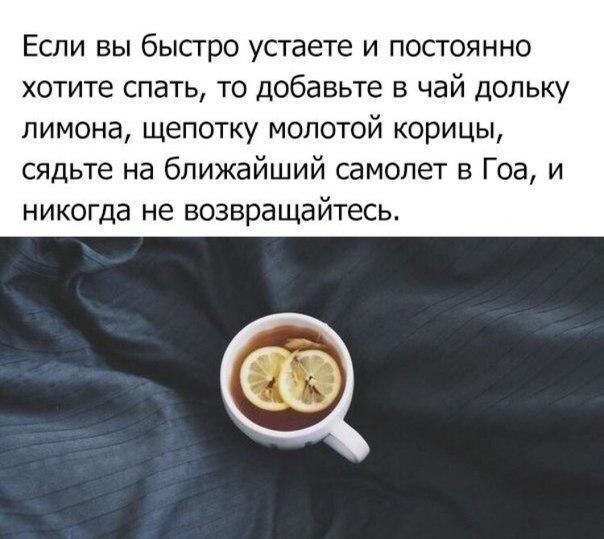 Если вы быстро устаете и постоянно
хотите спать, то добавьте в чай дольку
лимона, щепотку молотой корицы,
сядьте на ближайший самолет в Гоа, и
никогда не возвращайтесь.